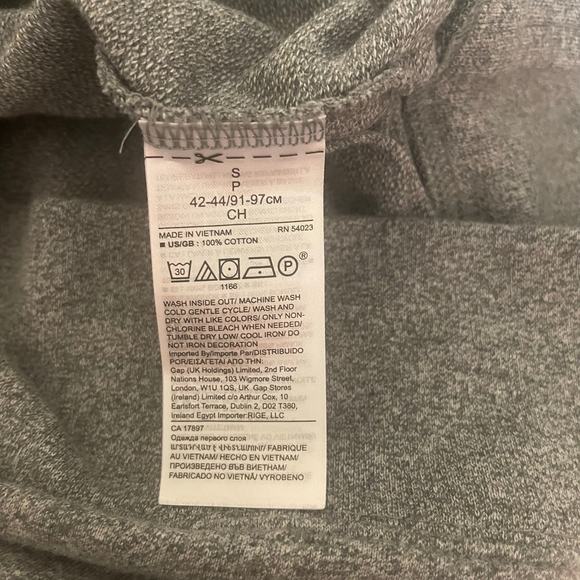 S
P
42-44/91-97см
CH
MADE IN VIETNAM RN 54023
■ US/GB : 100% COTTON
30 P ®
1166
WASH INSIDE OUT/ MACHINE WASH
COLD GENTLE CYCLE/ WASH AND
DRY WITH LIKE COLORS/ ONLY NON-
CHLORINE BLEACH WHEN NEEDED/
TUMBLE DRY LOW/ COOL IRON/ DO
NOT IRON DECORATION
Imported By/Importe Par/DISTRIBUIDO
POR/ΕΙΣΑΓΕΤΑΙ ΑΠΟ ΤΗΝ:
Gap (UK Holdings) Limited, 2nd Floor
Nations House, 103 Wigmore Street,
London, W1U 1QS, UK. Gap Stores
(Ireland) Limited c/o Arthur Cox, 10
Earlsfort Terrace, Dublin 2, D02 T380,
Ireland Egypt Importer:RIGE, LLC
CA 17897
Одежда первого слоя
ԱՐՏԱԴՐՎԱԾ Է ՎԻԵՏՆԱՄՈՒՄ/ FABRIQUE
AU VIETNAM/ HECHO EN VIETNAM/
ПРОИЗВЕДЕНО ВЪВ ВИЕТНАМ/
FABRICADO NO VIETNÃ/ VYROBENO